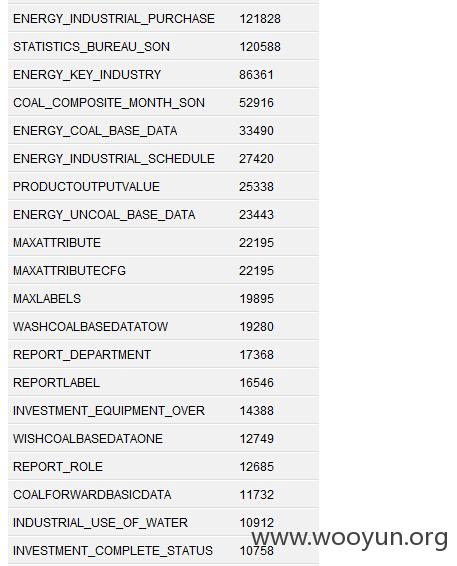 ENERGY_INDUSTRIAL_PURCHASE 121828
STATISTICS_BUREAU_SON 120588
ENERGY_KEY_INDUSTRY 86361
COAL_COMPOSITE_MONTH_SON 52916
ENERGY_COAL_BASE_DATA 33490
ENERGY_INDUSTRIAL_SCHEDULE 27420
PRODUCTOUTPUTVALUE 25338
ENERGY_UNCOAL_BASE_DATA 23443
MAXATTRIBUTE 22195
MAXATTRIBUTECFG 22195
MAXLABELS 19895
WASHCOALBASEDATATOW 19280
REPORT_DEPARTMENT 17368
REPORTLABEL 16546
INVESTMENT_EQUIPMENT_OVER 14388
WISHCOALBASEDATAONE 12749
REPORT_ROLE 12685
COALFORWARDBASICDATA 11732
INDUSTRIAL_USE_OF_WATER 10912
www.wooyun.org
INVESTMENT_COMPLETE_STATUS 10758